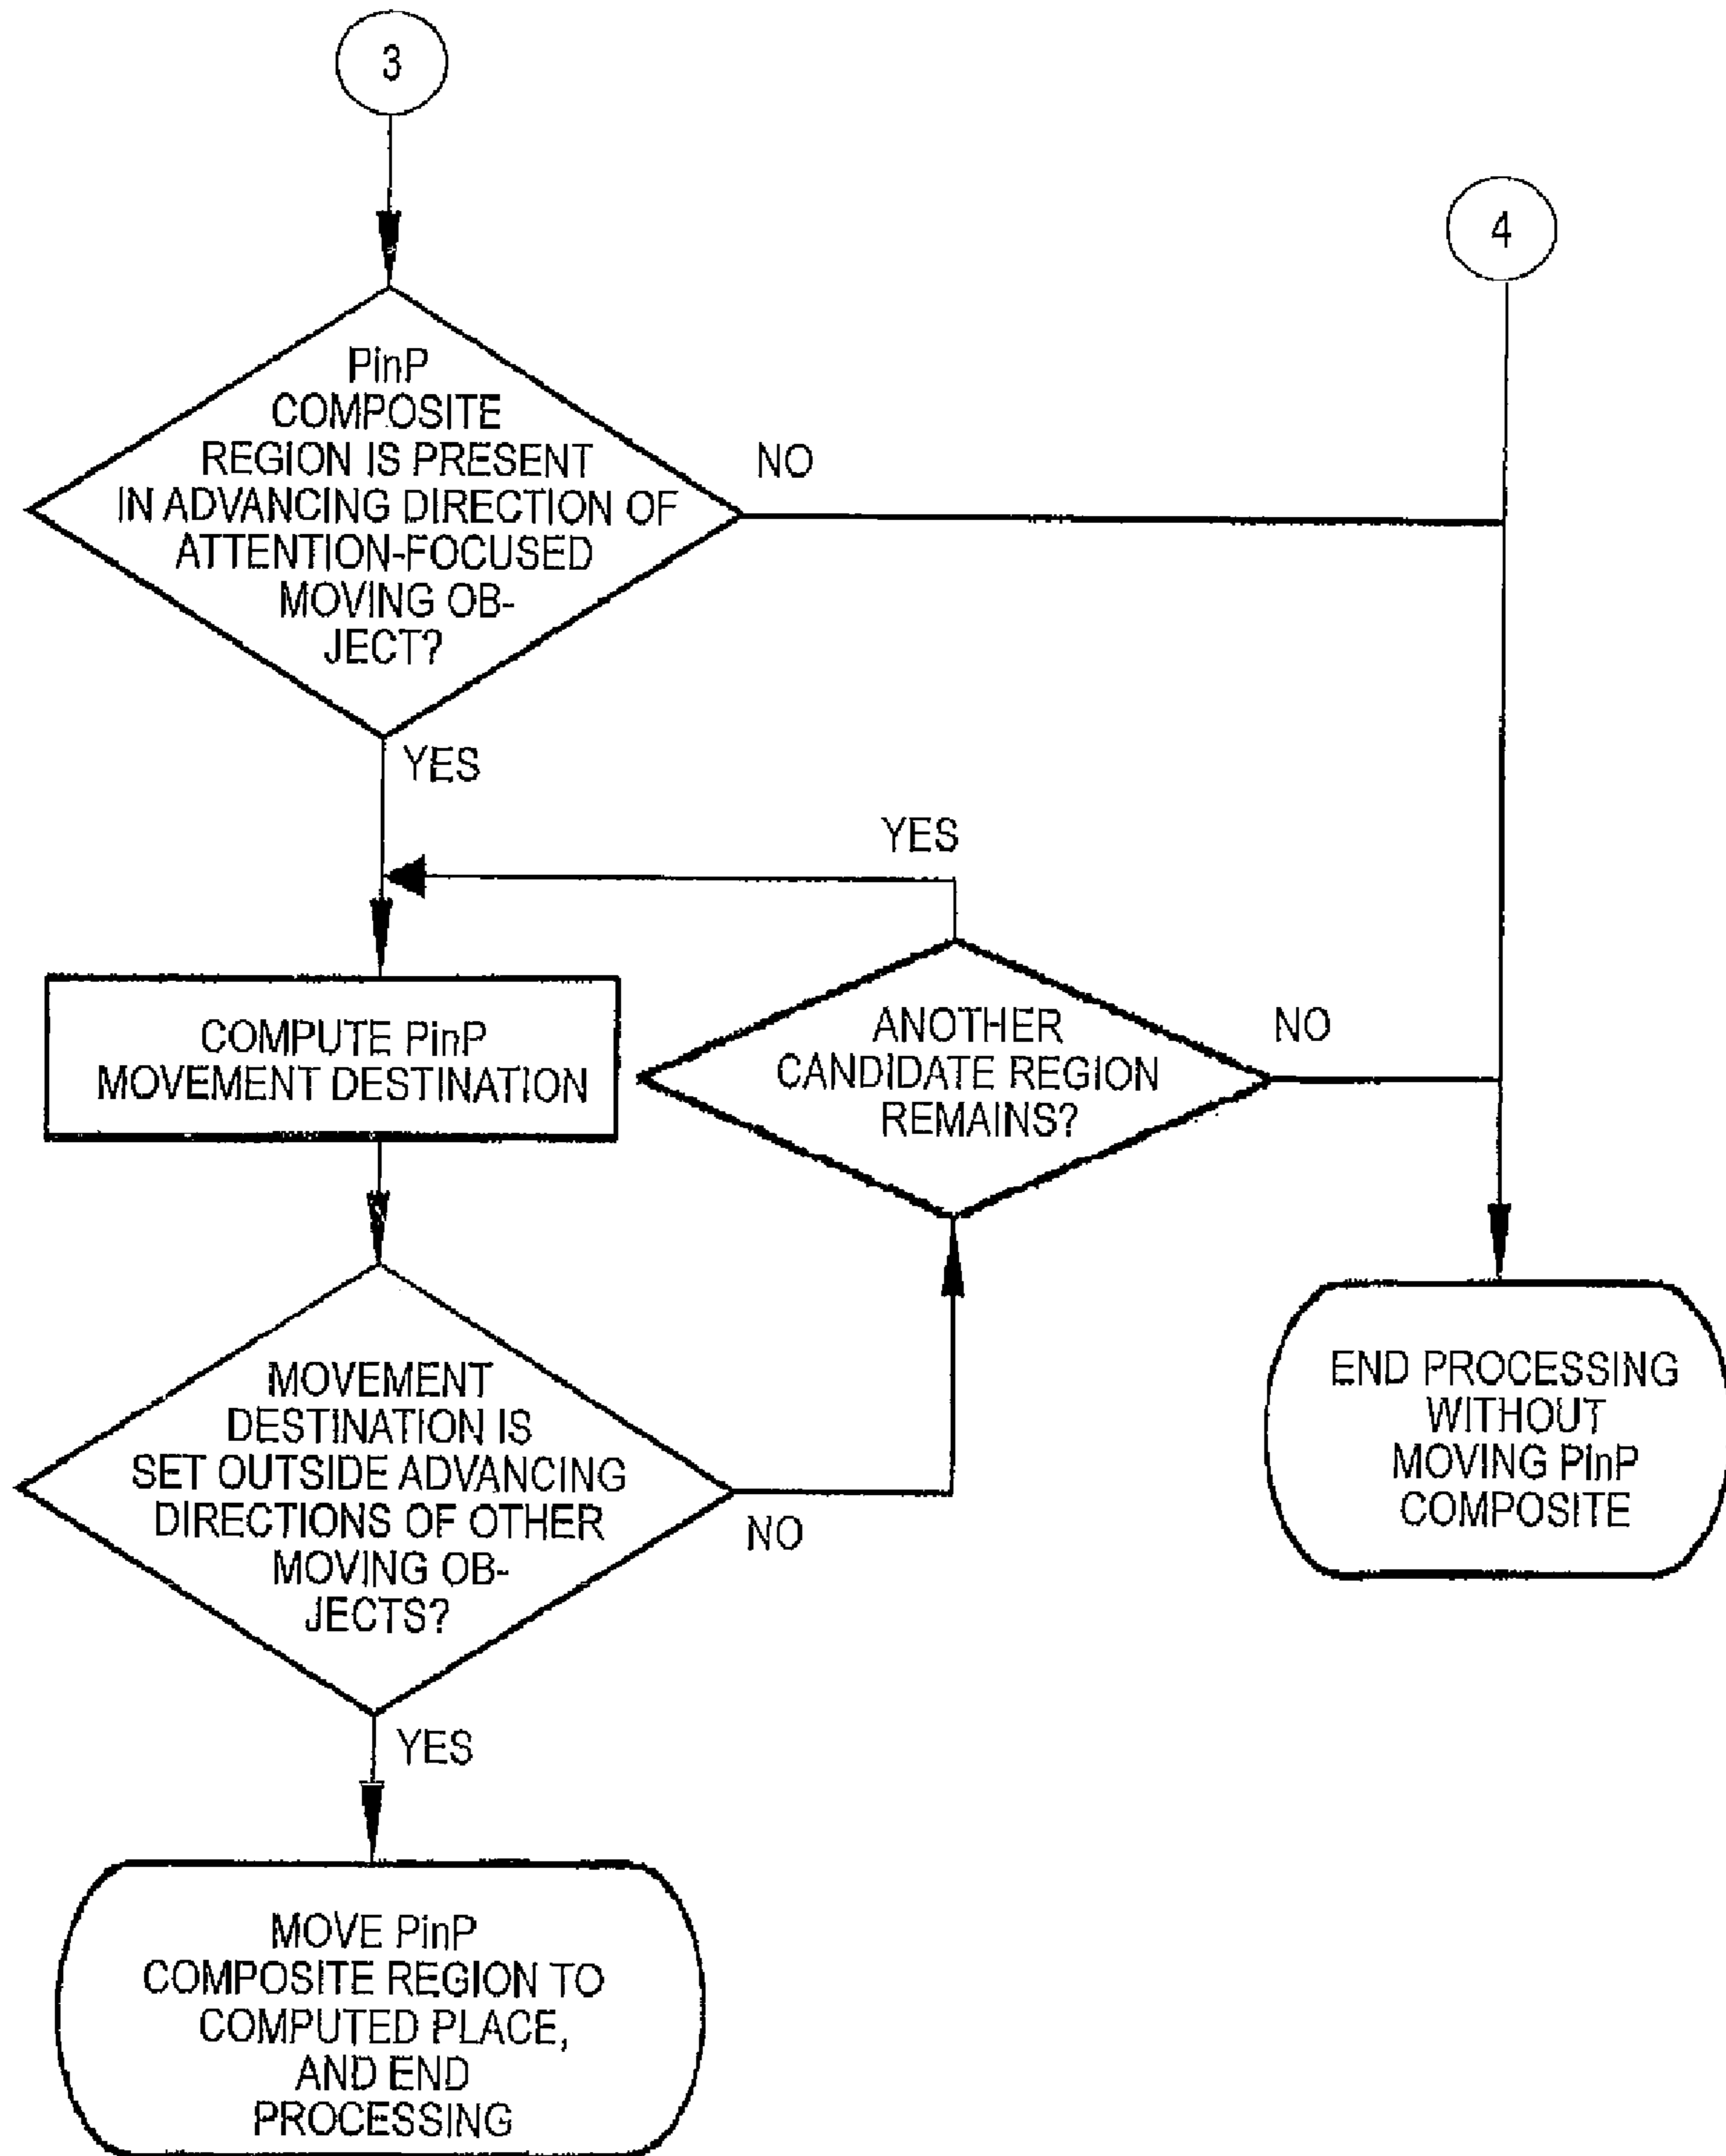 3
4
PinP
COMPOSITE
REGION IS PRESENT
IN ADVANCING DIRECTION OF
ATTENTION-FOCUSED
MOVING OB-
JECT?
NO
YES
YES
COMPUTE PinP
MOVEMENT DESTINATION
ANOTHER
CANDIDATE REGION
REMAINS?
NO
MOVEMENT
DESTINATION IS
SET OUTSIDE ADVANCING
DIRECTIONS OF OTHER
MOVING OB-
JECTS?
NO
YES
END PROCESSING
WITHOUT
MOVING PinP
COMPOSITE
MOVE PinP
COMPOSITE REGION TO
COMPUTED PLACE,
AND END
PROCESSING